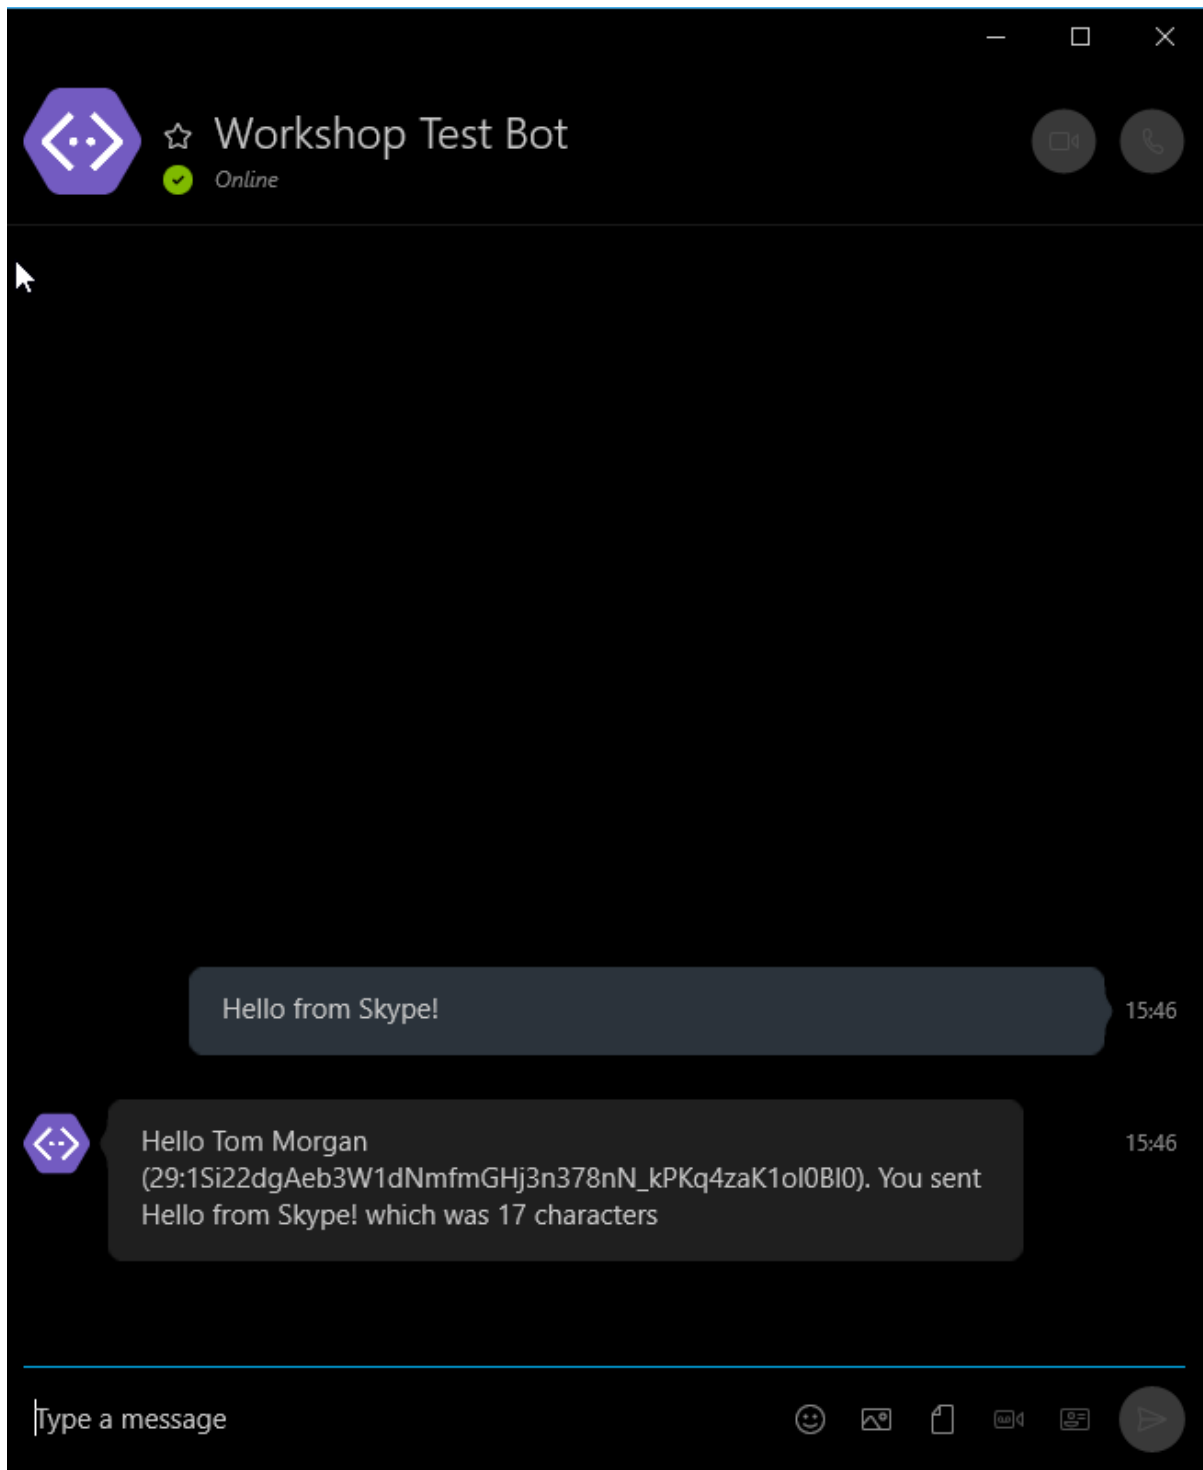 Workshop Test Bot
Online
Hello from Skype!
15:46
Hello Tom Morgan
15:46
(29:1Si22dgAeb3W1dNmfmGHj3n378nN_kPKq4zaK1oI0BI0). You sent
Hello from Skype! which was 17 characters
Type a message